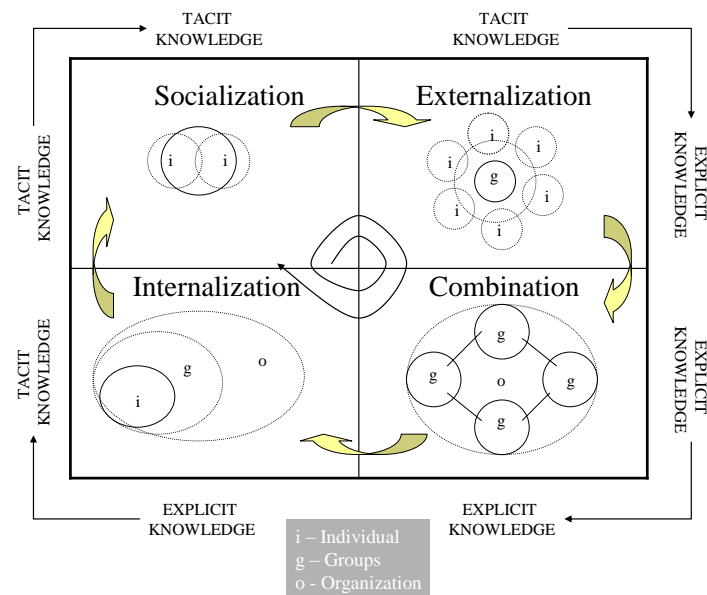 TACIT
KNOWLEDGE
TACIT
KNOWLEDGE
Socialization
Externalization
i
i
i
i
i
i
i
i
g
TACIT
KNOWLEDGE
EXPLICIT
KNOWLEDGE
Internalization
Combination
i
g
o
g
g
o
g
g
TACIT
KNOWLEDGE
EXPLICIT
KNOWLEDGE
EXPLICIT
KNOWLEDGE
EXPLICIT
KNOWLEDGE
i – Individual
g – Groups
o - Organization